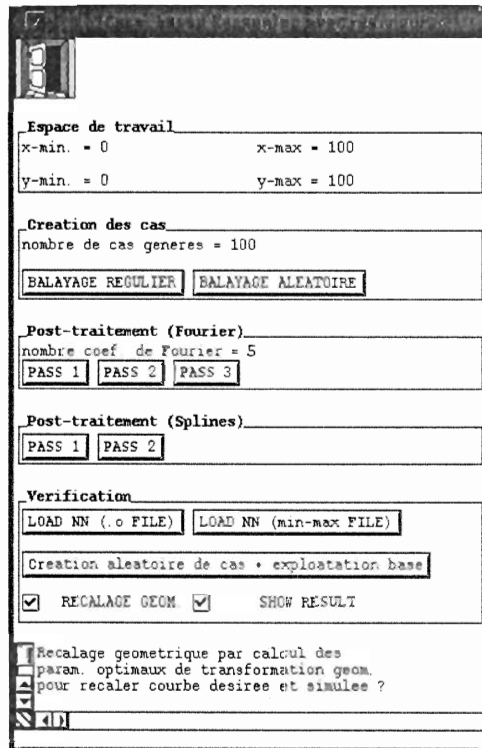 Espace de travail
x-min. = 0 x-max = 100
y-min. = 0 y-max = 100
Creation des cas
nombre de cas generes = 100
BALAYAGE REGULIER BALAYAGE ALEATOIRE
Post-traitement (Fourier)
nombre coef. de Fourier = 5
PASS 1 PASS 2 PASS 3
Post-traitement (Splines)
PASS 1 PASS 2
Verification
LOAD NN (.o FILE) LOAD NN (min-max FILE)
Creation aleatoire de cas + exploatation base
RECALAGE GEOM. SHOW RESULT
Recalage geometrique par calcul des
param. optimaux de transformation geom.
pour recaler courbe desiree et simulee ?